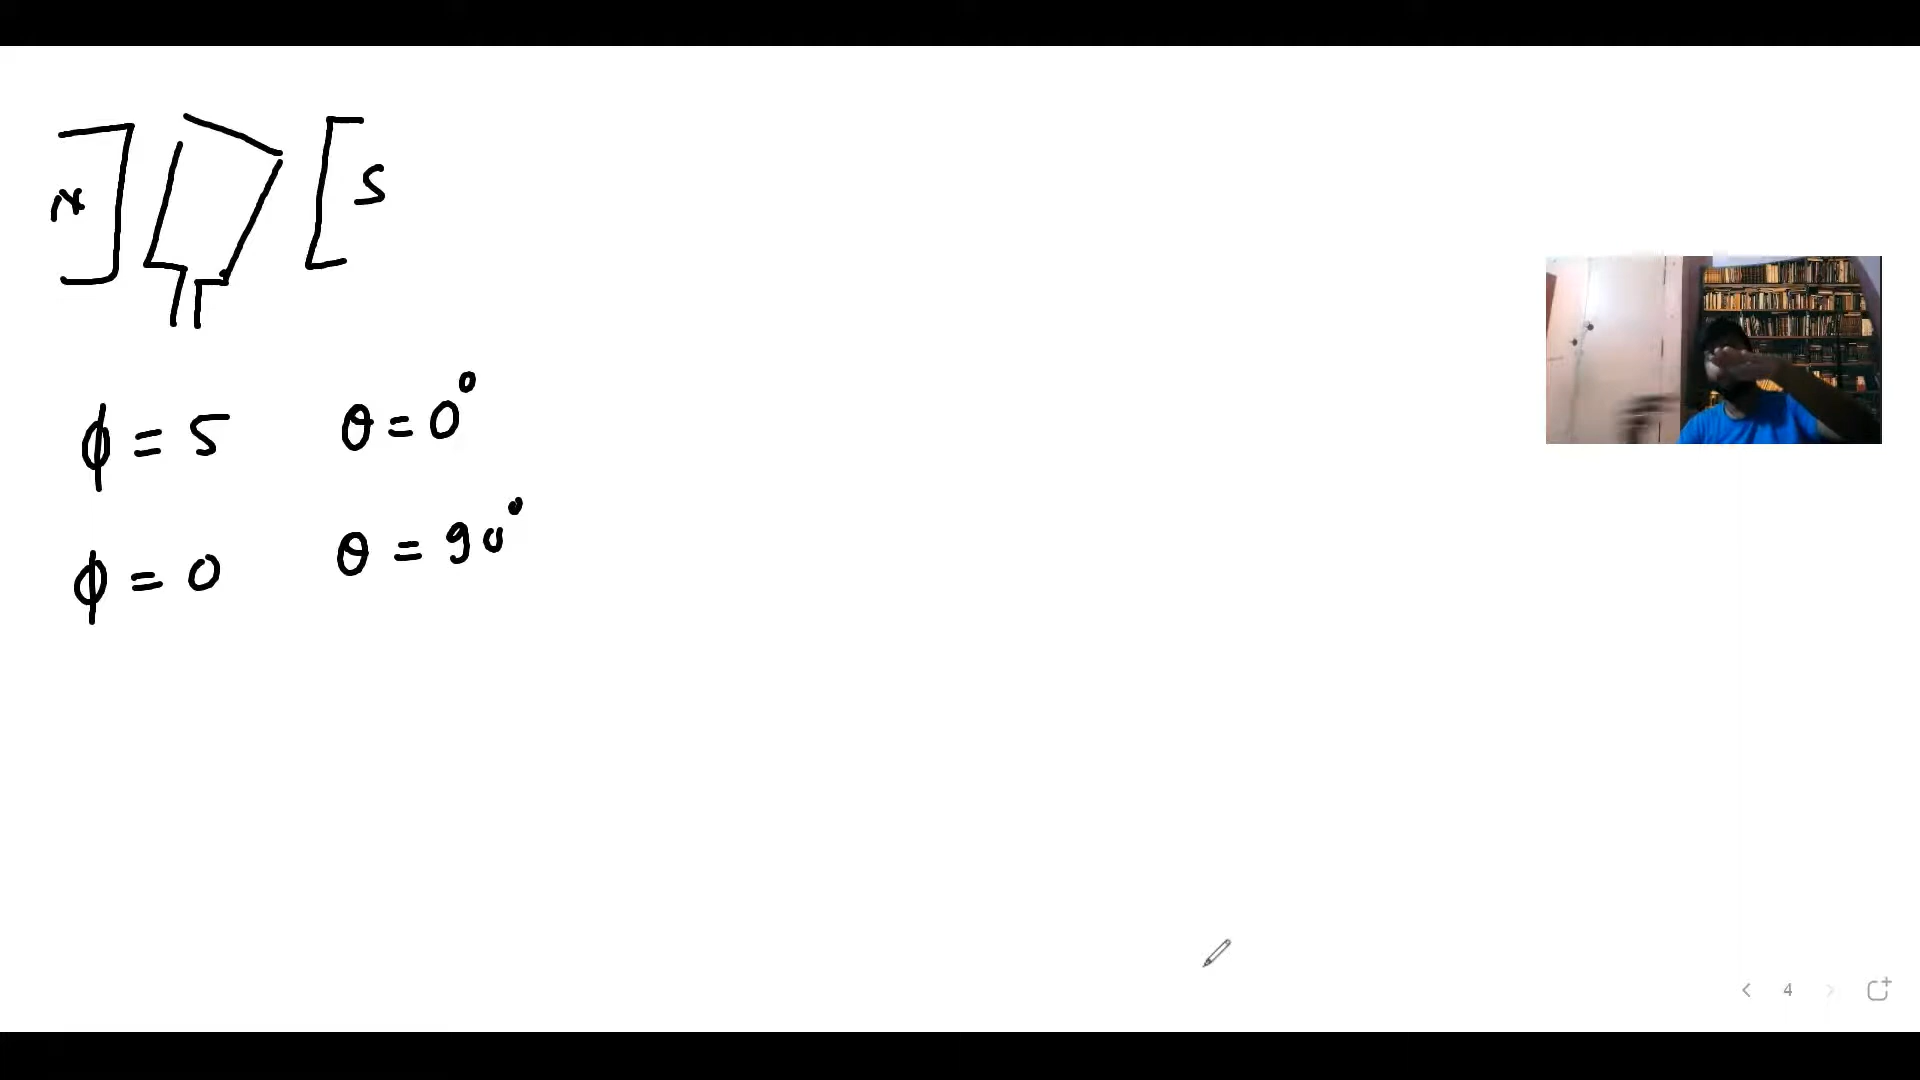 N S
ϕ = 5 θ = 0°
ϕ = 0 θ = 90°
4